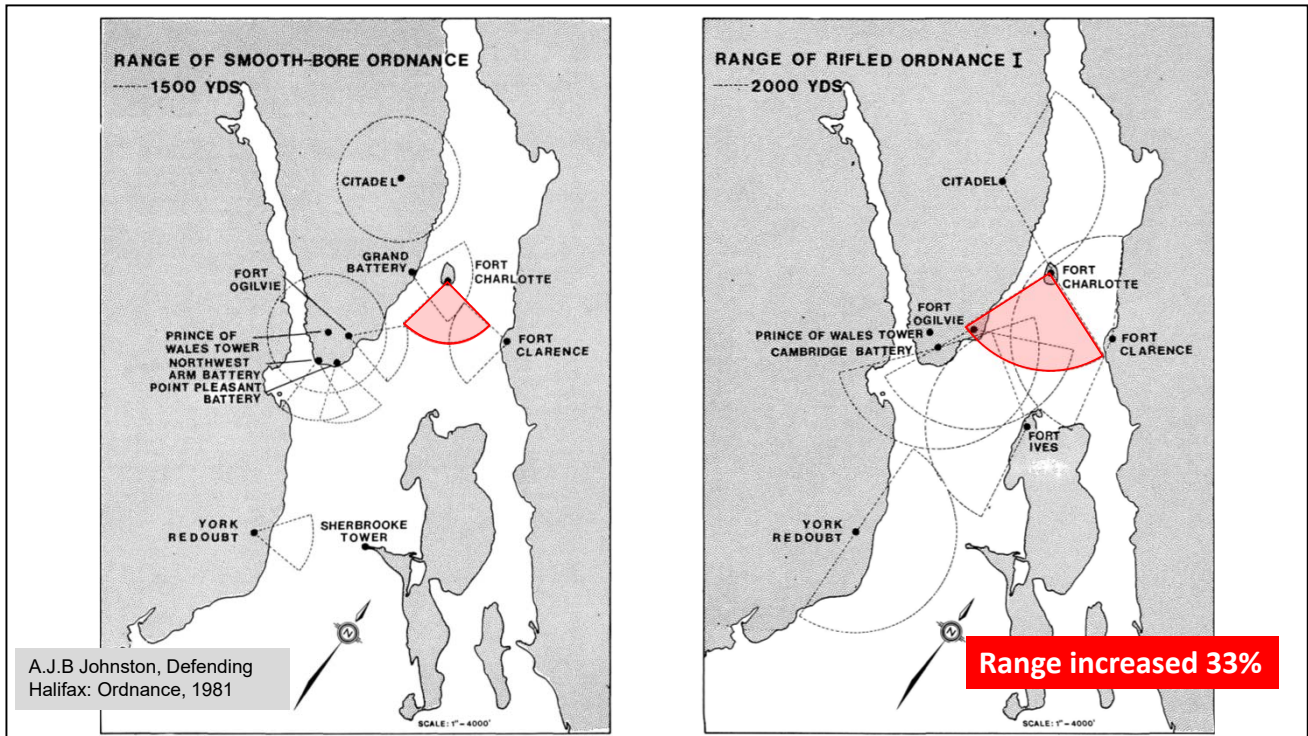 RANGE OF SMOOTH-BORE ORDNANCE
1500 YDS
CITADEL
GRAND
BATTERY
FORT
CHARLOTTE
FORT
OGILVIE
PRINCE OF
WALES TOWER
NORTHWEST
ARM BATTERY
POINT PLEASANT
BATTERY
FORT
CLARENCE
YORK
REDOUBT
SHERBROOKE
TOWER
N
SCALE: 1"-4000'
A.J.B Johnston, Defending
Halifax: Ordnance, 1981
RANGE OF RIFLED ORDNANCE I
2000 YDS
CITADEL
FORT
CHARLOTTE
FORT
OGILVIE
PRINCE OF WALES TOWER
CAMBRIDGE BATTERY
FORT
CLARENCE
FORT
IVES
YORK
REDOUBT
N
Range increased 33%
SCALE: 1"-4000'